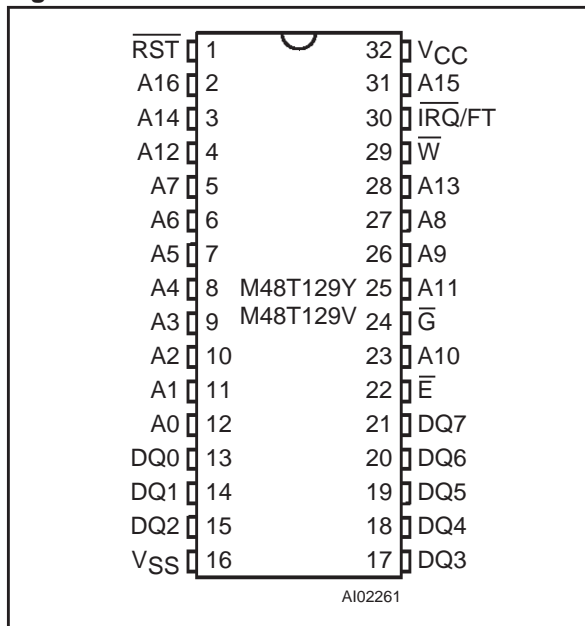 RST 1 32 VCC
A16 2 31 A15
A14 3 30 IRQ/FT
A12 4 29 W
A7 5 28 A13
A6 6 27 A8
A5 7 26 A9
A4 8 M48T129Y 25 A11
A3 9 M48T129V 24 G
A2 10 23 A10
A1 11 22 E
A0 12 21 DQ7
DQ0 13 20 DQ6
DQ1 14 19 DQ5
DQ2 15 18 DQ4
VSS 16 17 DQ3
AI02261